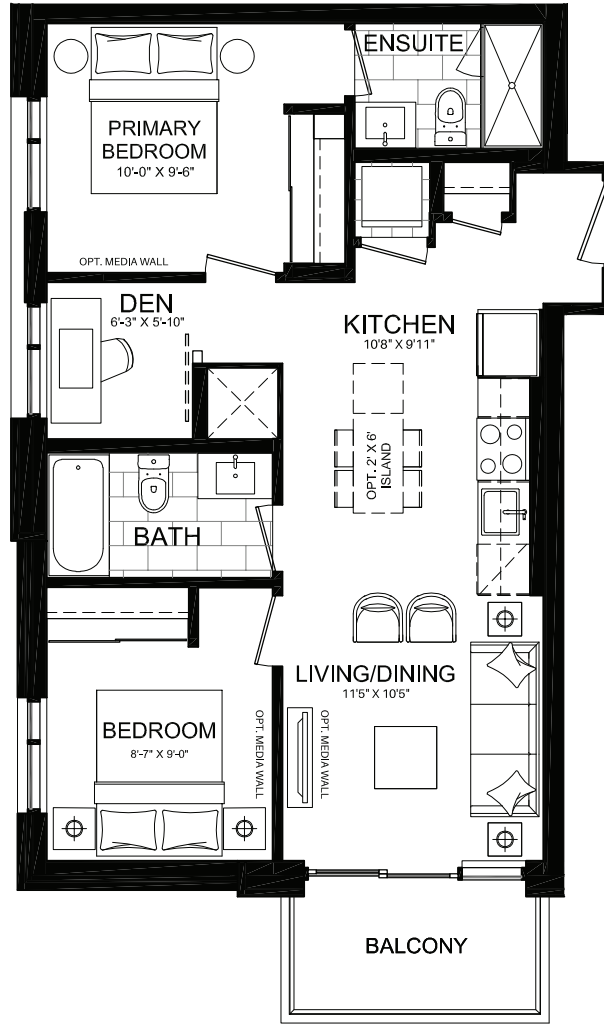 ENSUITE
PRIMARY
BEDROOM
10'-0" X 9'-6"
OPT. MEDIA WALL
DEN
6'-3" X 5'-10"
KITCHEN
10'8" X 9'11"
OPT. 2' X 6'
ISLAND
BATH
LIVING/DINING
11'5" X 10'5"
BEDROOM
8'-7" X 9'-0"
OPT. MEDIA WALL
OPT. MEDIA WALL
BALCONY